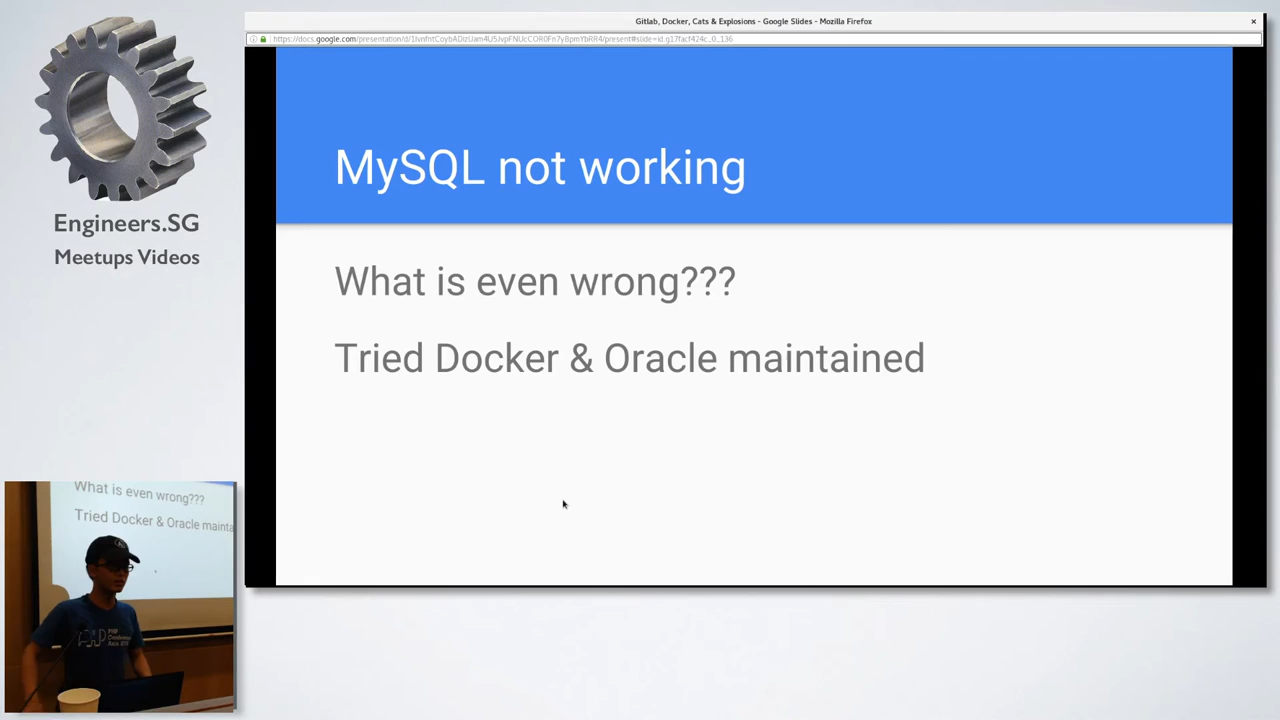 Gitlab, Docker, Cats & Explosions - Google Slides - Mozilla Firefox
Engineers.SG
Meetups Videos
MySQL not working
What is even wrong???
Tried Docker & Oracle maintained
What is even wrong???
Tried Docker & Oracle mainta
PHP